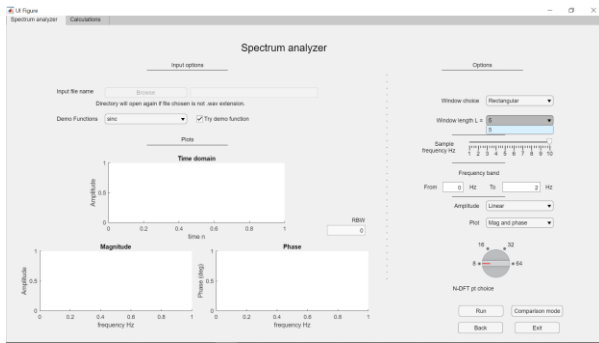 UI Figure
Spectrum analyzer Calculations
Spectrum analyzer
Input options
Input file name Browse
Directory will open again if file chosen is not .wav extension.
Demo Functions sinc Try demo function
Plots
Time domain
Amplitude
1
0.5
0
0 0.2 0.4 0.6 0.8 1
time n
RBW
0
Magnitude
Amplitude
1
0.5
0
0 0.2 0.4 0.6 0.8 1
frequency Hz
Phase
Phase (deg)
1
0.5
0
0 0.2 0.4 0.6 0.8 1
frequency Hz
Options
Window choice Rectangular
Window length L = 5
5
Sample
frequency Hz
1 2 3 4 5 6 7 8 9 10
Frequency band
From 0 Hz To 2 Hz
Amplitude Linear
Plot Mag and phase
16 32
8 64
N-DFT pt choice
Run Comparison mode
Back Exit